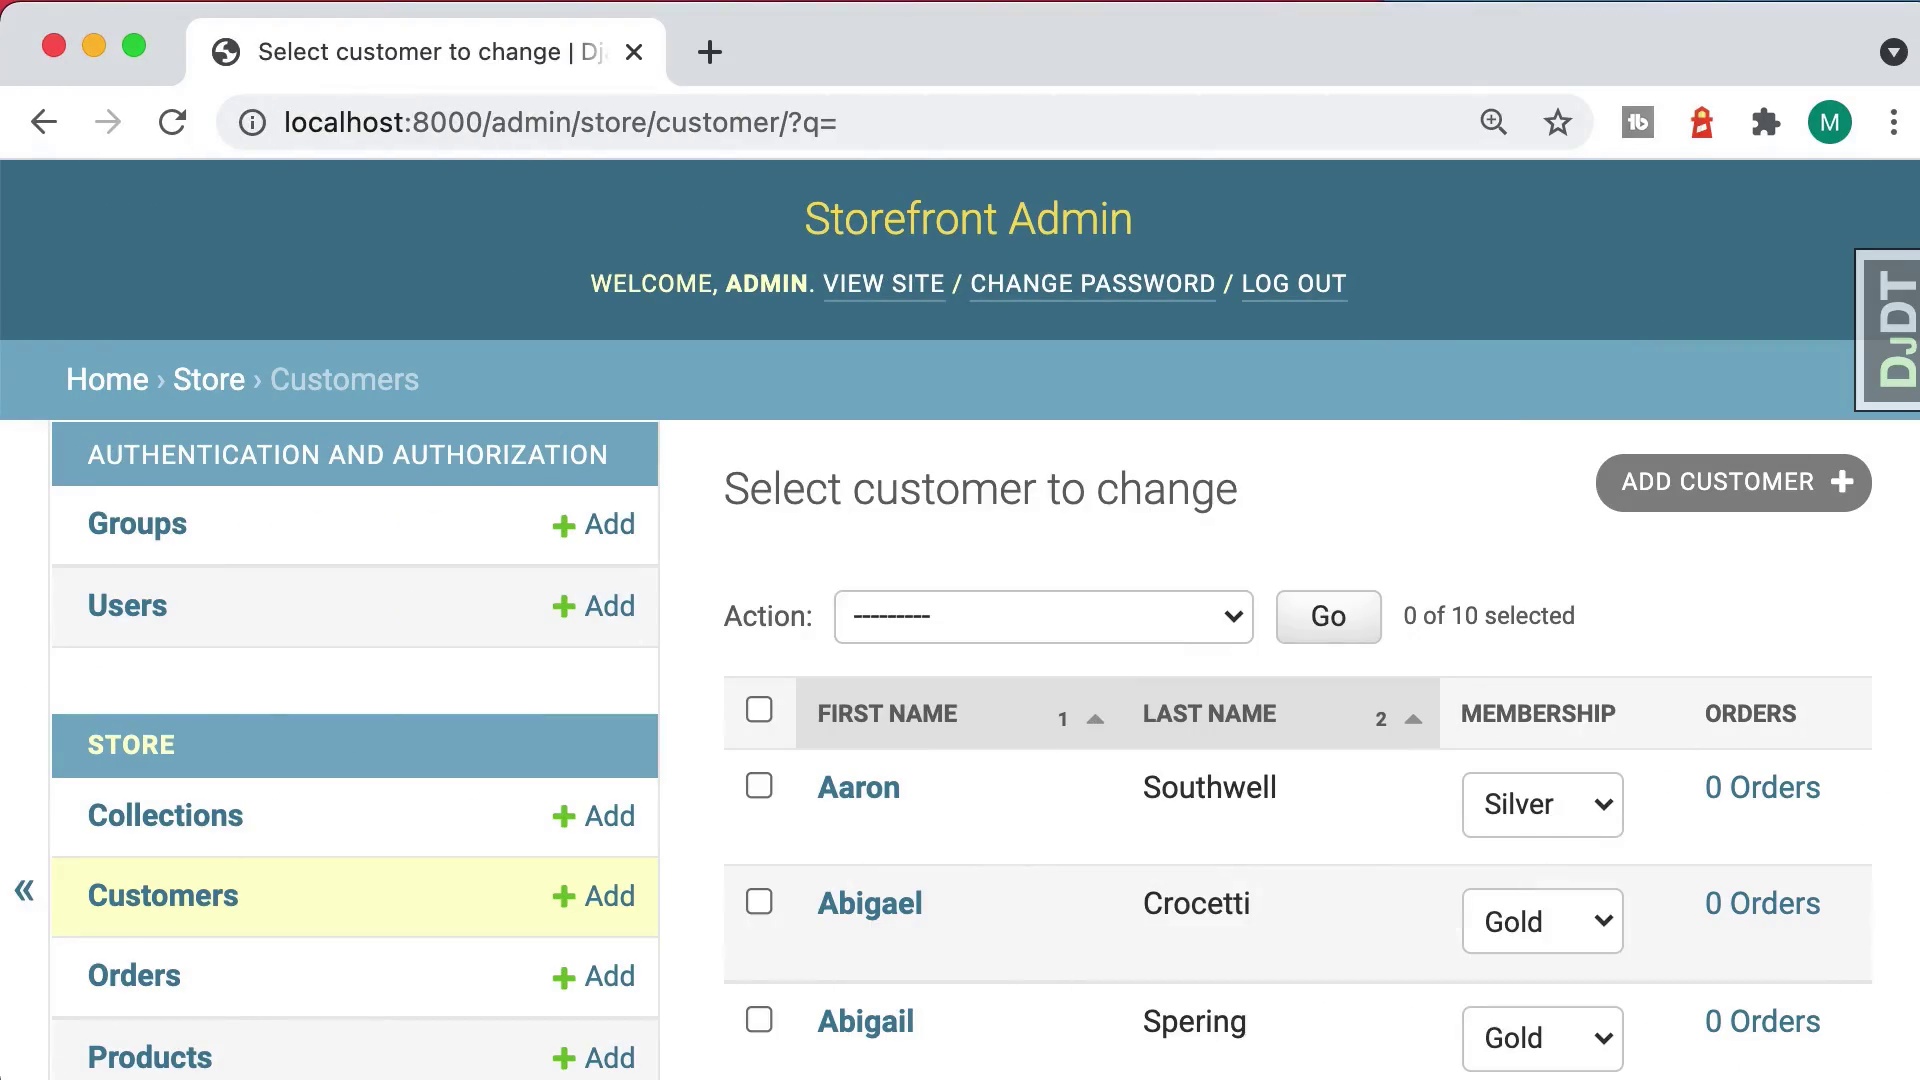 Select customer to change | Dj
localhost:8000/admin/store/customer/?q=
M
Storefront Admin
WELCOME, ADMIN. VIEW SITE / CHANGE PASSWORD / LOG OUT
DJDT
Home › Store › Customers
AUTHENTICATION AND AUTHORIZATION
Groups Add
Users Add
STORE
Collections Add
Customers Add
Orders Add
Products Add
«
Select customer to change
ADD CUSTOMER
Action: --------- Go 0 of 10 selected
FIRST NAME 1 LAST NAME 2 MEMBERSHIP ORDERS
Aaron Southwell Silver 0 Orders
Abigael Crocetti Gold 0 Orders
Abigail Spering Gold 0 Orders